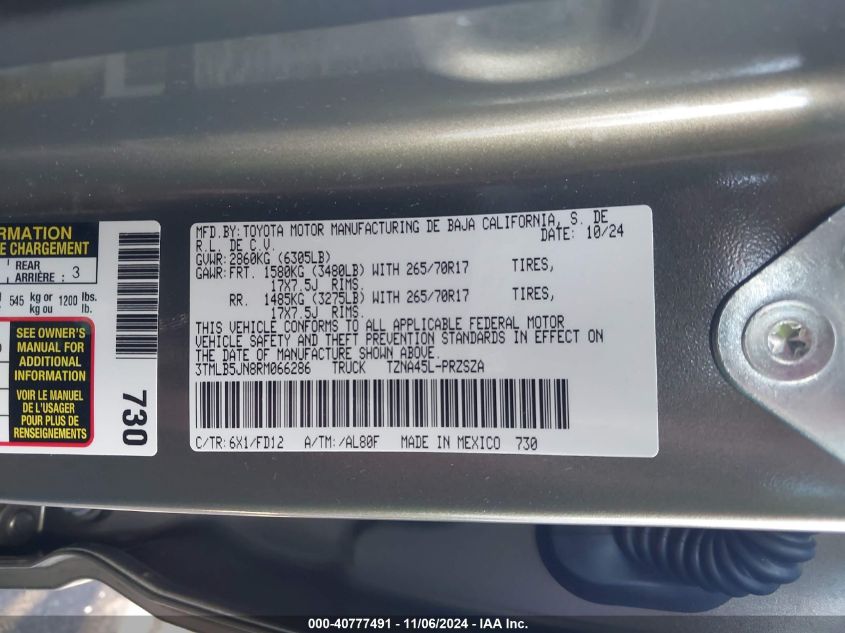 RMATION
E CHARGEMENT
REAR
ARRIÈRE : 3
545 kg or 1200 lbs.
kg ou lb.
SEE OWNER'S
MANUAL FOR
ADDITIONAL
INFORMATION
VOIR LE MANUEL
DE L'USAGER
POUR PLUS DE
RENSEIGNEMENTS
730
MFD.BY:TOYOTA MOTOR MANUFACTURING DE BAJA CALIFORNIA, S. DE
R.L. DE C.V. DATE: 10/24
GVWR:2860KG (6305LB)
GAWR:FRT. 1580KG (3480LB) WITH 265/70R17 TIRES,
17X7.5J RIMS.
RR. 1485KG (3275LB) WITH 265/70R17 TIRES,
17X7.5J RIMS.
THIS VEHICLE CONFORMS TO ALL APPLICABLE FEDERAL MOTOR
VEHICLE SAFETY AND THEFT PREVENTION STANDARDS IN EFFECT ON
THE DATE OF MANUFACTURE SHOWN ABOVE.
3TMLB5JN8RM066286 TRUCK TZNA45L-PRZSZA
C/TR:6X1/FD12 A/TM:/AL80F MADE IN MEXICO 730
000-40777491 - 11/06/2024 - IAA Inc.